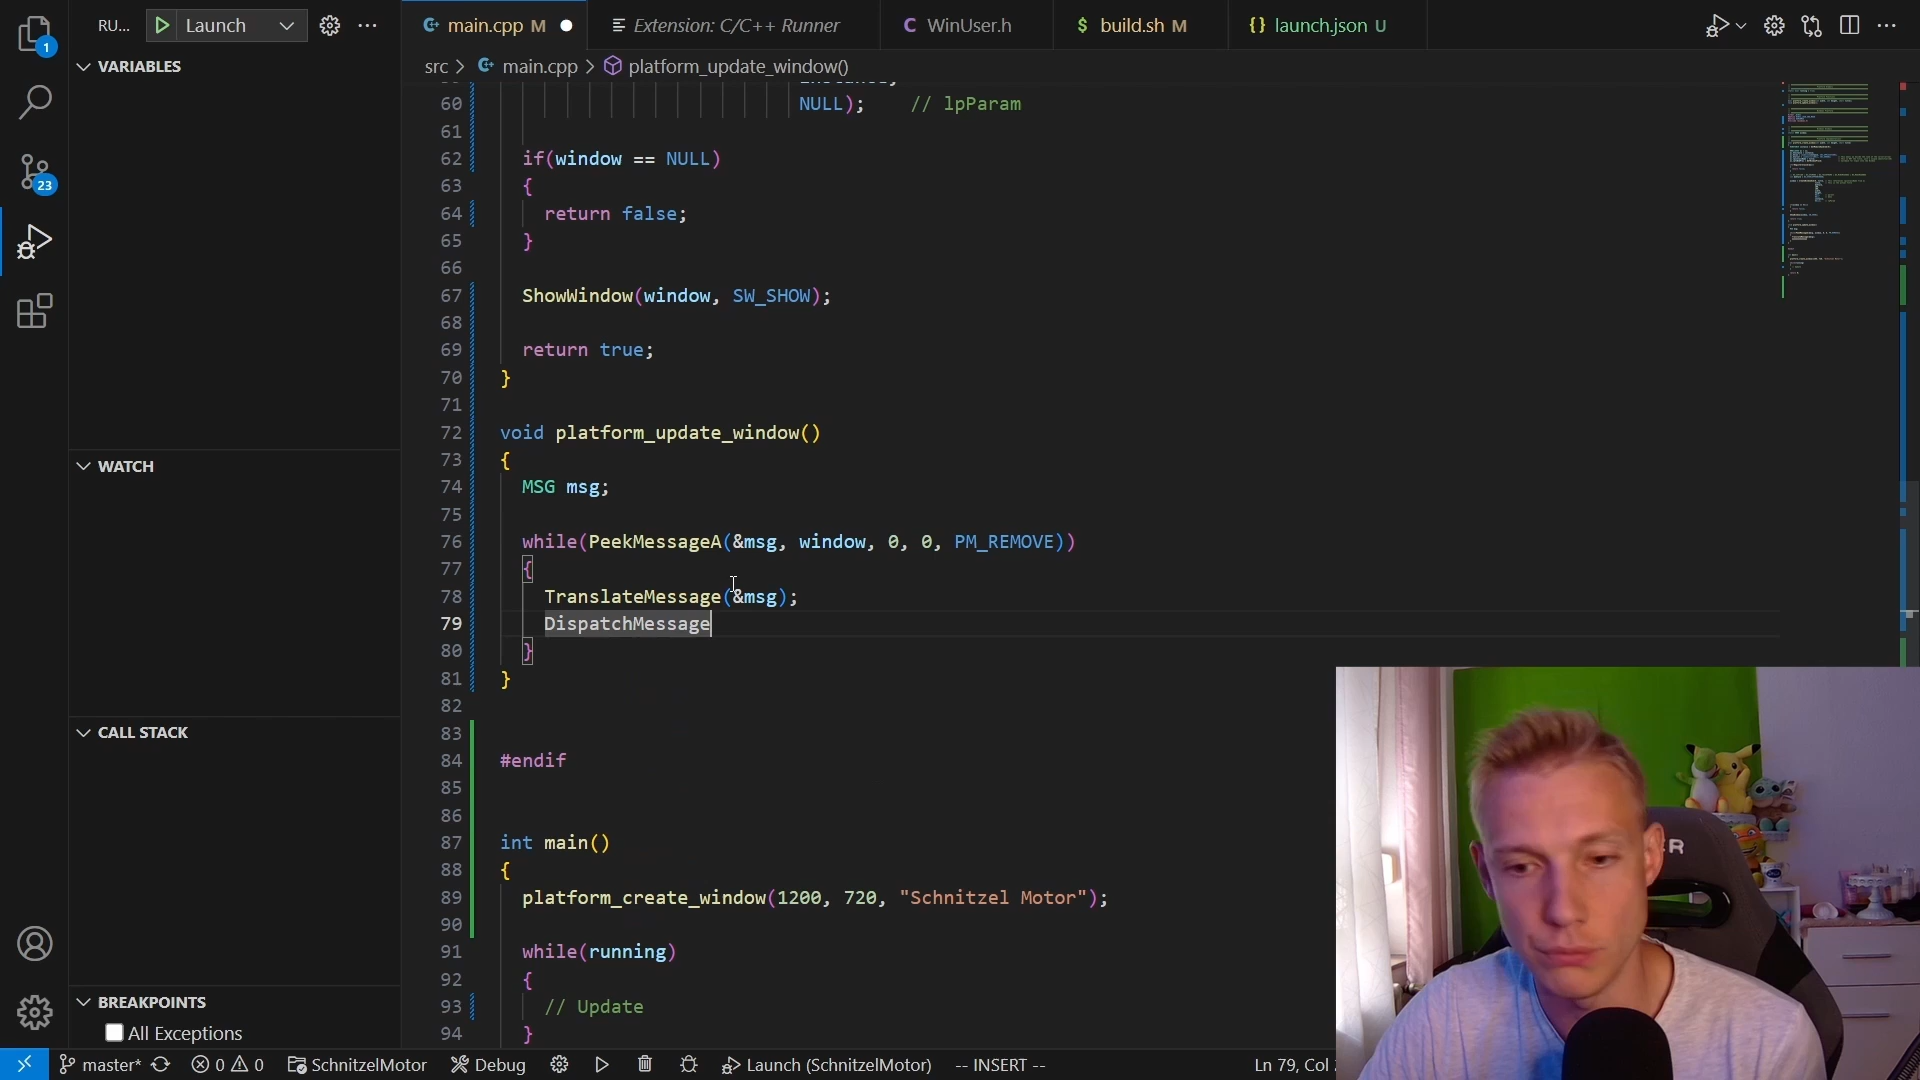 1
RU...
Launch
main.cpp M
Extension: C/C++ Runner
C WinUser.h
$ build.sh M
{} launch.json U
VARIABLES
src > main.cpp > platform_update_window()
60 NULL); // lpParam
61
62 if(window == NULL)
63 {
64 return false;
65 }
66
67 ShowWindow(window, SW_SHOW);
68
69 return true;
70 }
71
72 void platform_update_window()
73 {
74 MSG msg;
75
76 while(PeekMessageA(&msg, window, 0, 0, PM_REMOVE))
77 {
78 TranslateMessage(&msg);
79 DispatchMessage
80 }
81 }
82
83
84 #endif
85
86
87 int main()
88 {
89 platform_create_window(1200, 720, "Schnitzel Motor");
90
91 while(running)
92 {
93 // Update
94 }
23
WATCH
CALL STACK
BREAKPOINTS
All Exceptions
master*
0 0
SchnitzelMotor
Debug
Launch (SchnitzelMotor)
-- INSERT --
Ln 79, Col